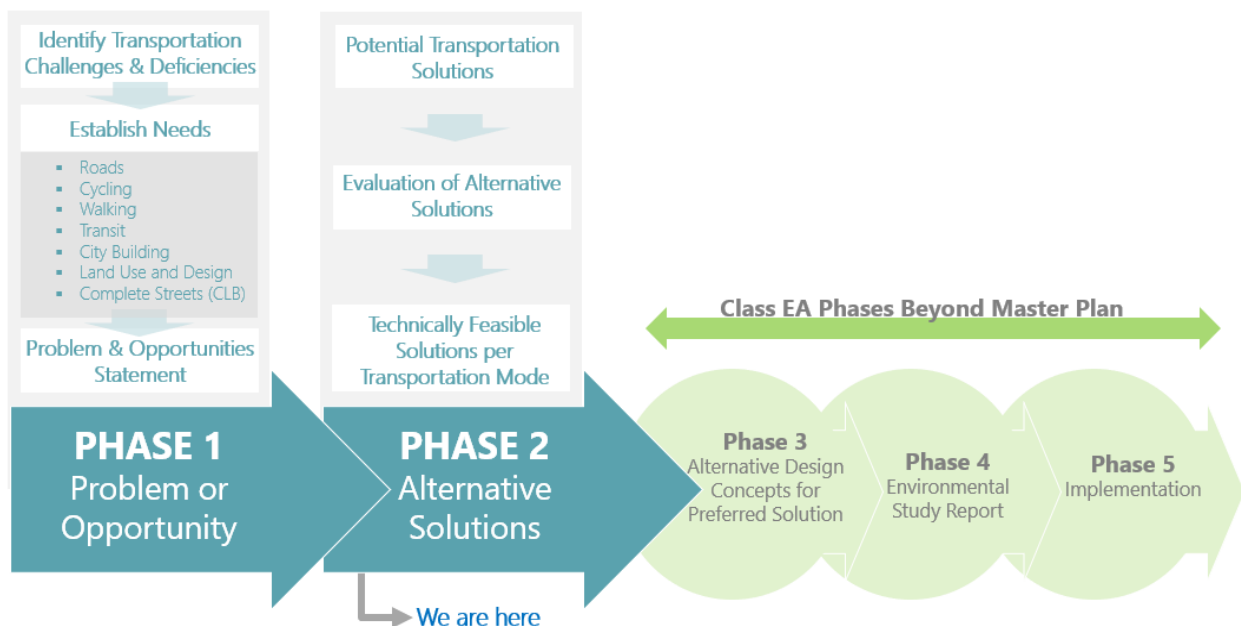 Identify Transportation
Challenges & Deficiencies
Establish Needs
▪ Roads
▪ Cycling
▪ Walking
▪ Transit
▪ City Building
▪ Land Use and Design
▪ Complete Streets (CLB)
Problem & Opportunities
Statement
PHASE 1
Problem or
Opportunity
Potential Transportation
Solutions
Evaluation of Alternative
Solutions
Technically Feasible
Solutions per
Transportation Mode
PHASE 2
Alternative
Solutions
We are here
Class EA Phases Beyond Master Plan
Phase 3
Alternative Design
Concepts for
Preferred Solution
Phase 4
Environmental
Study Report
Phase 5
Implementation